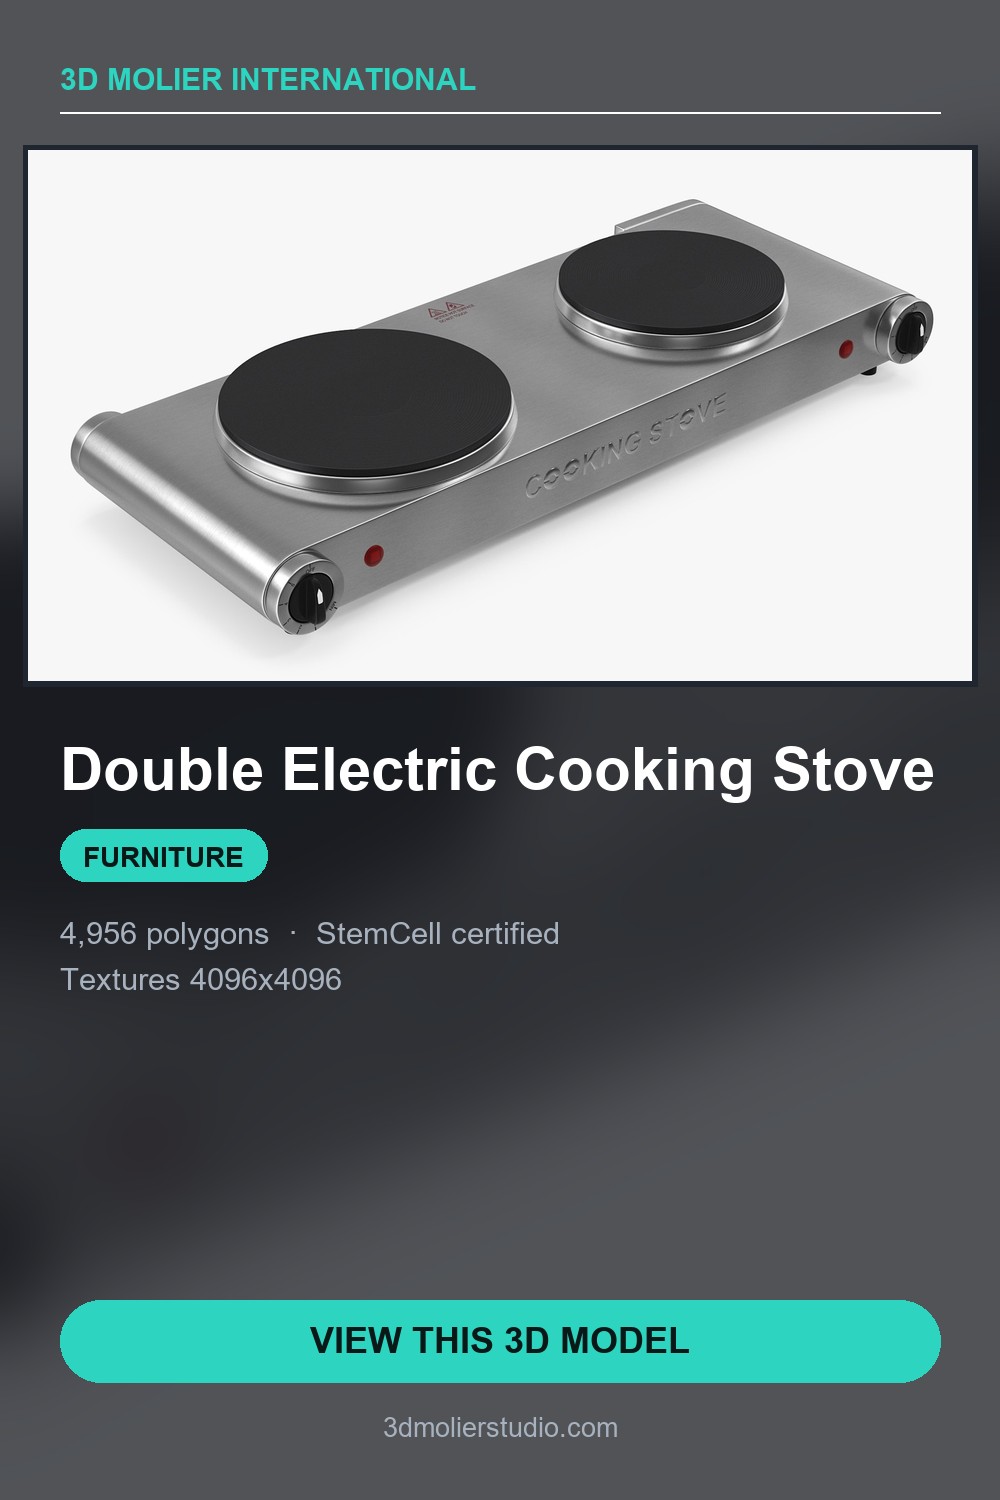 3D MOLIER INTERNATIONAL
COOKING STOVE
Double Electric Cooking Stove
FURNITURE
4,956 polygons · StemCell certified
Textures 4096x4096
VIEW THIS 3D MODEL
3dmolierstudio.com